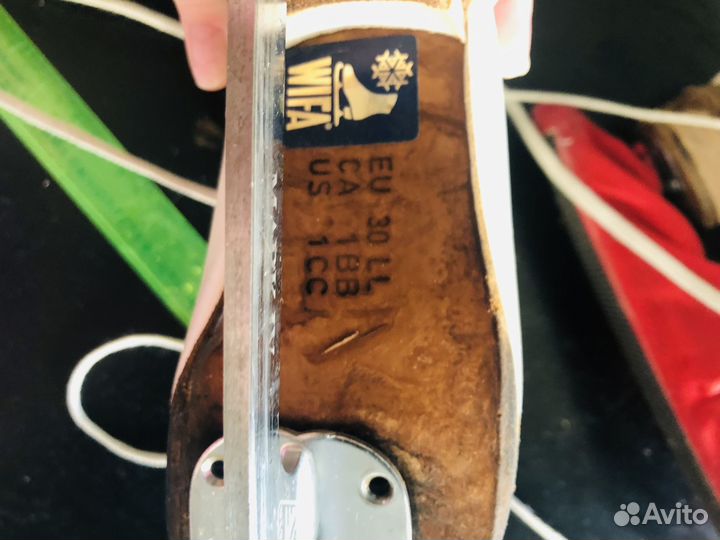 WIFA
EU 30 LL
CA 1BB
US 1CC
Avito